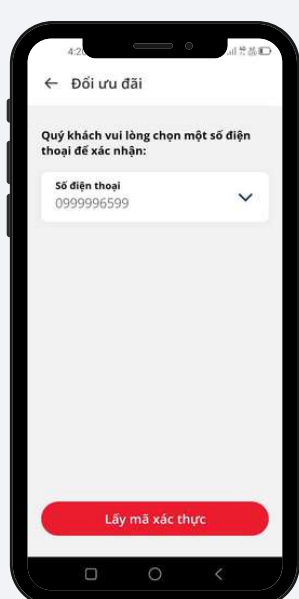 ← Đổi ưu đãi
Quý khách vui lòng chọn một số điện
thoại để xác nhận:
Số điện thoại
0999996599
Lấy mã xác thực